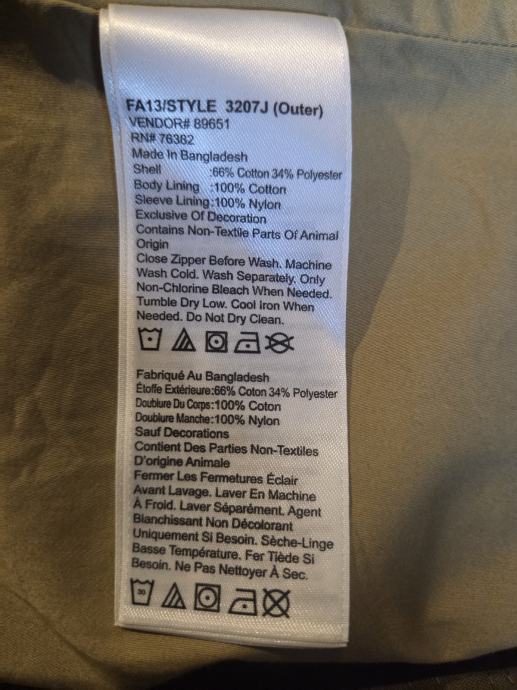 FA13/STYLE 3207J (Outer)
VENDOR# 89651
RN# 76362
Made In Bangladesh
Shell :66% Cotton 34% Polyester
Body Lining :100% Cotton
Sleeve Lining:100% Nylon
Exclusive Of Decoration
Contains Non-Textile Parts Of Animal
Origin
Close Zipper Before Wash. Machine
Wash Cold. Wash Separately. Only
Non-Chlorine Bleach When Needed.
Tumble Dry Low. Cool Iron When
Needed. Do Not Dry Clean.
Fabriqué Au Bangladesh
Étoffe Extérieure:66% Coton 34% Polyester
Doublure Du Corps:100% Coton
Doublure Manche:100% Nylon
Sauf Decorations
Contient Des Parties Non-Textiles
D'origine Animale
Fermer Les Fermetures Éclair
Avant Lavage. Laver En Machine
À Froid. Laver Séparément. Agent
Blanchissant Non Décolorant
Uniquement Si Besoin. Sèche-Linge
Basse Température. Fer Tiède Si
Besoin. Ne Pas Nettoyer À Sec.
30